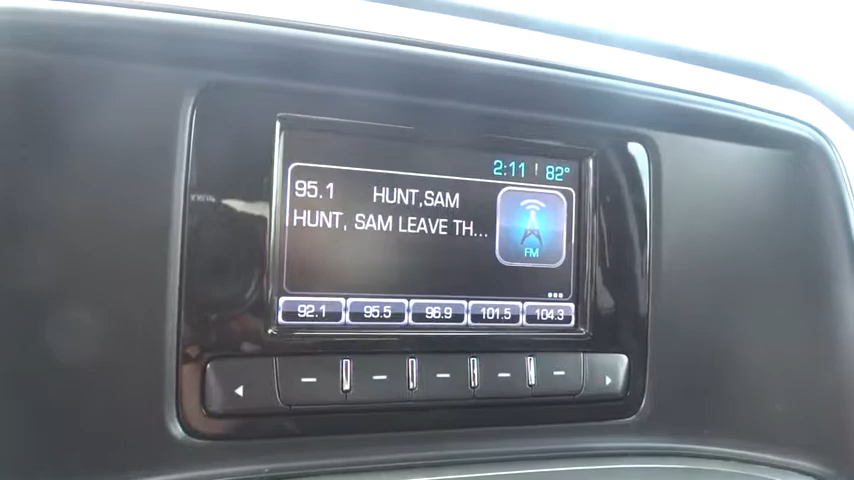 2:11 82°
95.1 HUNT,SAM
HUNT, SAM LEAVE TH...
FM
92.1 95.5 96.9 101.5 104.3